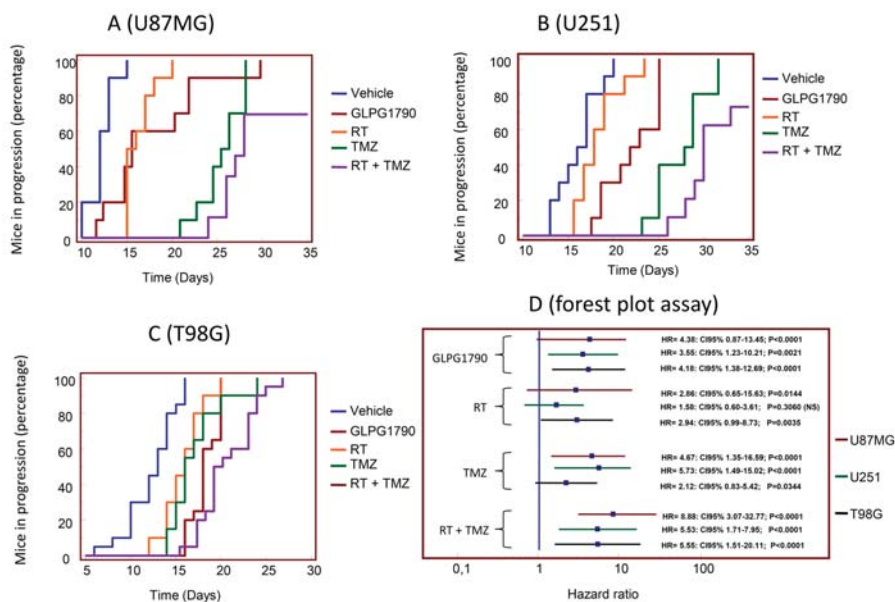 A (U87MG)
Mice in progression (percentage)
100
80
60
40
20
0
10 15 20 25 30 35
Time (Days)
Vehicle
GLPG1790
RT
TMZ
RT + TMZ
B (U251)
Mice in progression (percentage)
100
80
60
40
20
0
10 15 20 25 30 35
Time (Days)
Vehicle
GLPG1790
RT
TMZ
RT + TMZ
C (T98G)
Mice in progression (percentage)
100
80
60
40
20
0
5 10 15 20 25 30
Time (Days)
Vehicle
GLPG1790
RT
TMZ
RT + TMZ
D (forest plot assay)
GLPG1790
HR= 4.38: CI95% 0.87-13.45; P<0.0001
HR= 3.55: CI95% 1.23-10.21; P=0.0021
HR= 4.18: CI95% 1.38-12.69; P<0.0001
RT
HR= 2.86: CI95% 0.65-15.63; P=0.0144
HR= 1.58: CI95% 0.60-3.61; P=0.3060 (NS)
HR= 2.94: CI95% 0.99-8.73; P=0.0035
TMZ
HR= 4.67: CI95% 1.35-16.59; P<0.0001
HR= 5.73: CI95% 1.49-15.02; P<0.0001
HR= 2.12: CI95% 0.83-5.42; P=0.0344
RT + TMZ
HR= 8.88: CI95% 3.07-32.77; P<0.0001
HR= 5.53: CI95% 1.71-7.95; P<0.0001
HR= 5.55: CI95% 1.51-20.11; P<0.0001
U87MG
U251
T98G
0,1 1 10 100
Hazard ratio